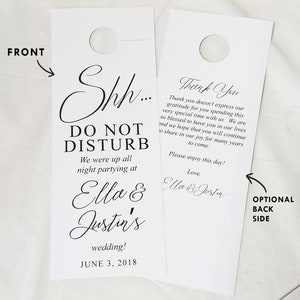 FRONT
Shh...
DO NOT
DISTURB
We were up all
night partying at
Ella &
Justin's
wedding!
JUNE 3, 2018
Thank You
Thank you doesn't express our
gratitude for you spending this
very special time with us. We are
so blessed to have you in our lives
and we hope that you will continue
to share in our joy for many years
to come.
Please enjoy this day!
Love,
Ella & Justin
OPTIONAL
BACK
SIDE